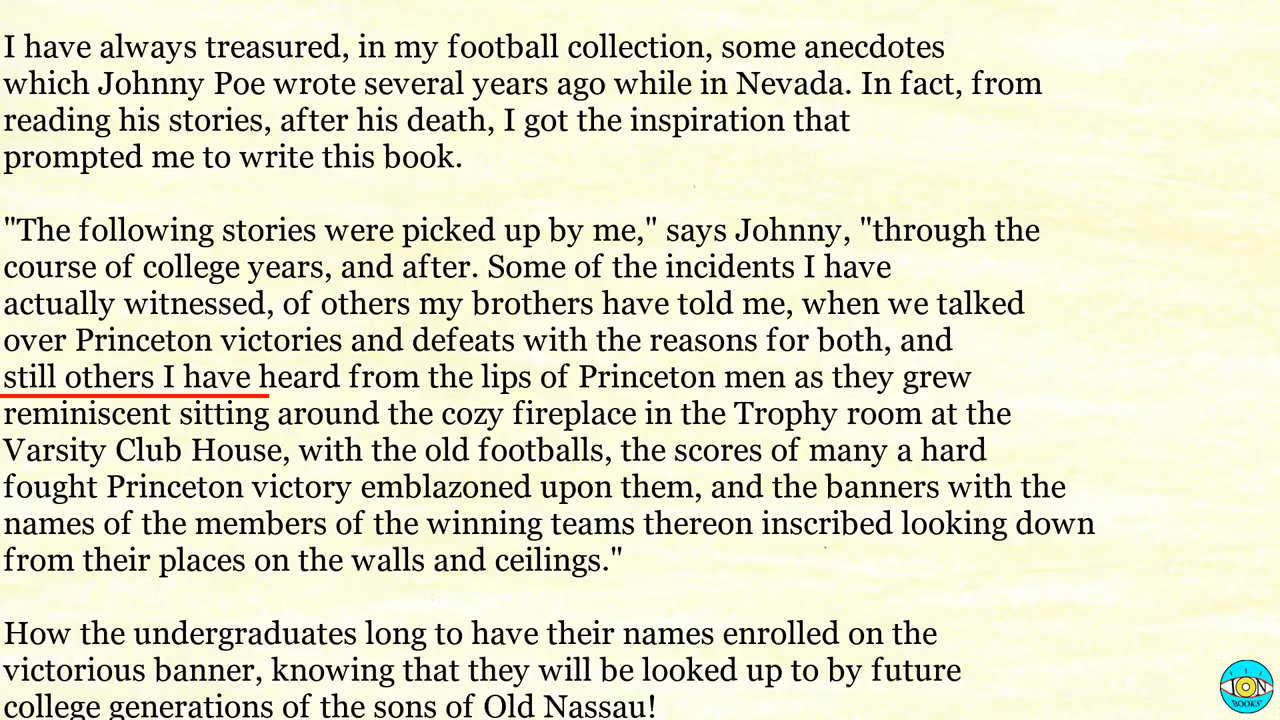 I have always treasured, in my football collection, some anecdotes
which Johnny Poe wrote several years ago while in Nevada. In fact, from
reading his stories, after his death, I got the inspiration that
prompted me to write this book.
"The following stories were picked up by me," says Johnny, "through the
course of college years, and after. Some of the incidents I have
actually witnessed, of others my brothers have told me, when we talked
over Princeton victories and defeats with the reasons for both, and
still others I have heard from the lips of Princeton men as they grew
reminiscent sitting around the cozy fireplace in the Trophy room at the
Varsity Club House, with the old footballs, the scores of many a hard
fought Princeton victory emblazoned upon them, and the banners with the
names of the members of the winning teams thereon inscribed looking down
from their places on the walls and ceilings."
How the undergraduates long to have their names enrolled on the
victorious banner, knowing that they will be looked up to by future
college generations of the sons of Old Nassau!
ION
BOOKS